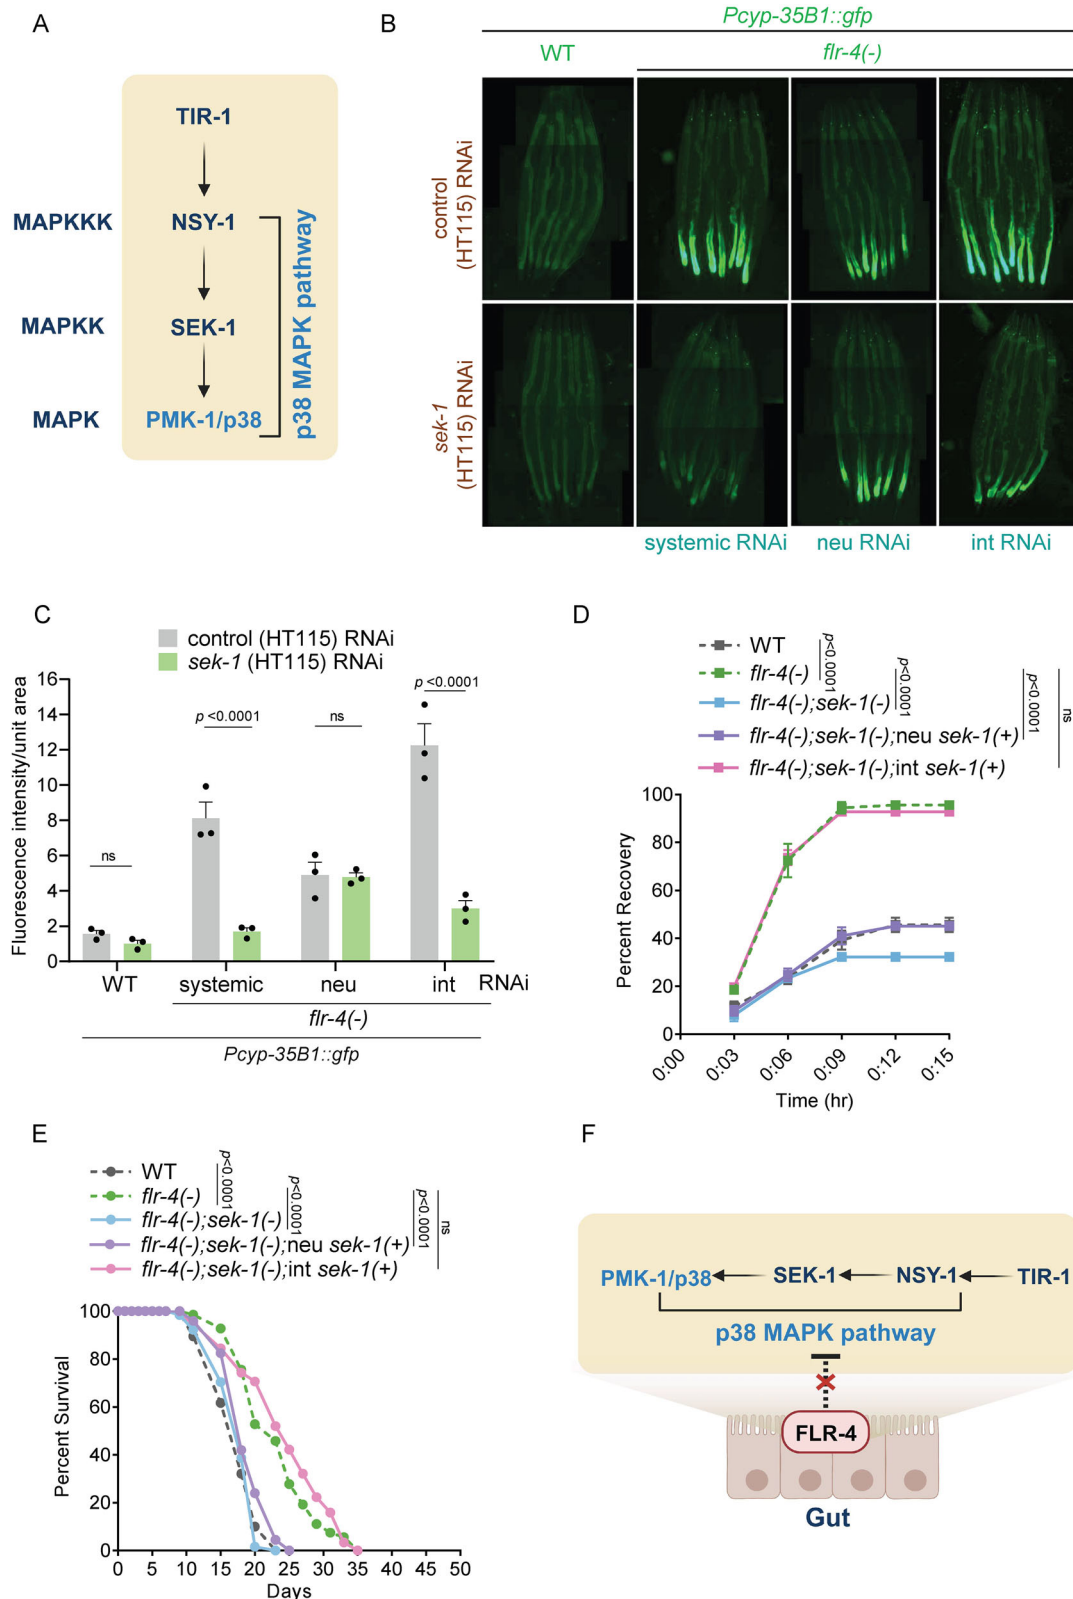 A
TIR-1
MAPKKK
NSY-1
MAPKK
SEK-1
MAPK
PMK-1/p38
p38 MAPK pathway
B
Pcyp-35B1::gfp
WT
flr-4(-)
control
(HT115) RNAi
sek-1
(HT115) RNAi
systemic RNAi
neu RNAi
int RNAi
C
control (HT115) RNAi
sek-1 (HT115) RNAi
Fluorescence intensity/unit area
16
14
12
10
8
6
4
2
0
ns
p <0.0001
ns
p <0.0001
WT
systemic
neu
int
RNAi
flr-4(-)
Pcyp-35B1::gfp
D
WT
flr-4(-)
flr-4(-);sek-1(-)
flr-4(-);sek-1(-);neu sek-1(+)
flr-4(-);sek-1(-);int sek-1(+)
p<0.0001
p<0.0001
p<0.0001
ns
Percent Recovery
100
80
60
40
20
0
0:00
0:03
0:06
0:09
0:12
0:15
Time (hr)
E
WT
flr-4(-)
flr-4(-);sek-1(-)
flr-4(-);sek-1(-);neu sek-1(+)
flr-4(-);sek-1(-);int sek-1(+)
p<0.0001
p<0.0001
p<0.0001
ns
Percent Survival
100
80
60
40
20
0
0 5 10 15 20 25 30 35 40 45 50
Days
F
PMK-1/p38
SEK-1
NSY-1
TIR-1
p38 MAPK pathway
FLR-4
Gut